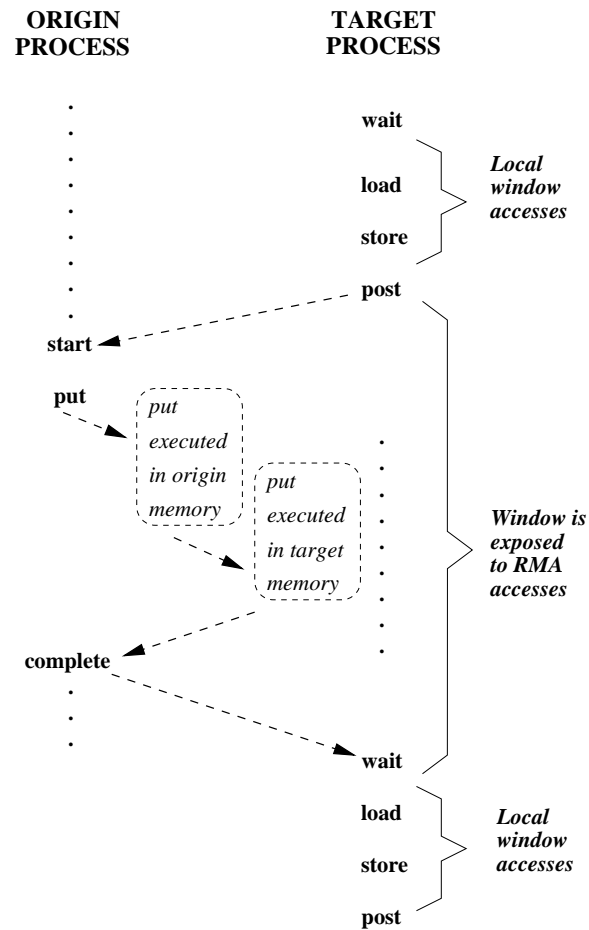 ORIGIN
PROCESS
TARGET
PROCESS
wait
load
store
Local
window
accesses
post
start
put
put
executed
in origin
memory
put
executed
in target
memory
Window is
exposed
to RMA
accesses
complete
wait
load
store
Local
window
accesses
post